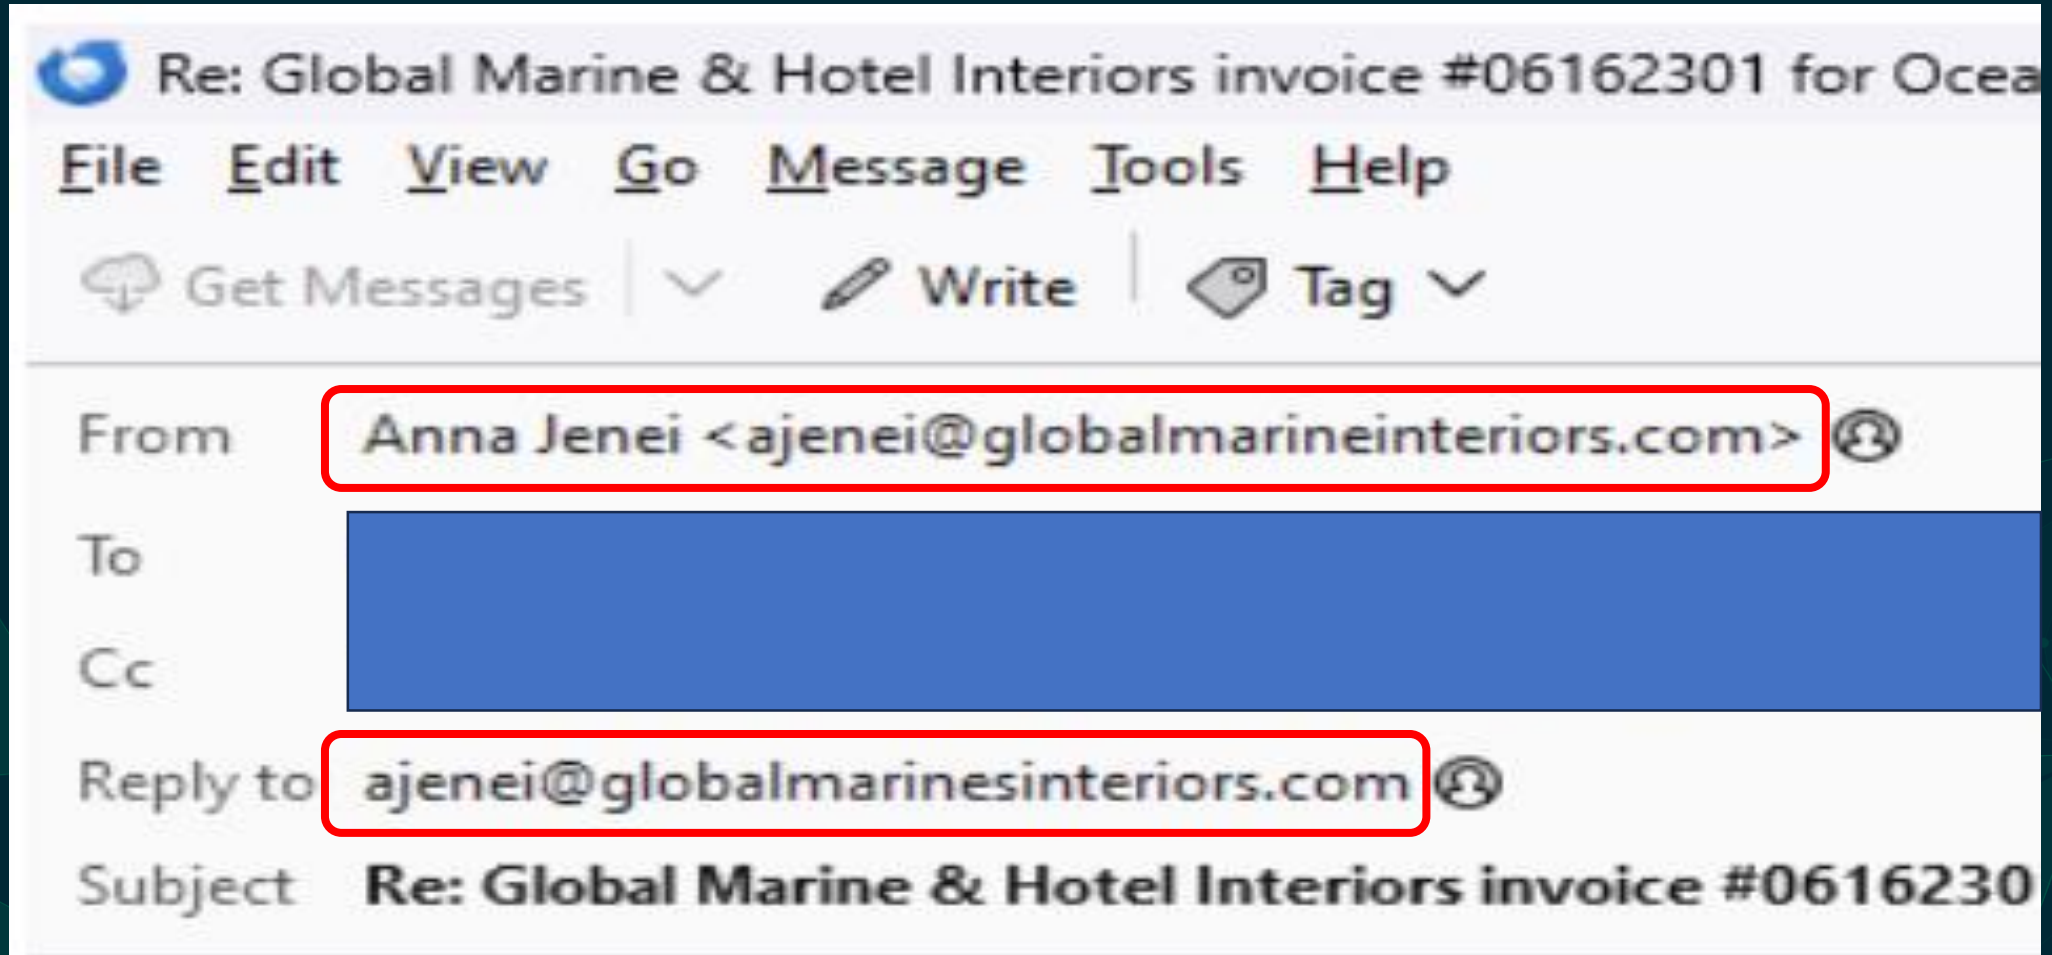 Re: Global Marine & Hotel Interiors invoice #06162301 for Ocea
File Edit View Go Message Tools Help
Get Messages Write Tag
From Anna Jenei <ajenei@globalmarineinteriors.com>
To
Cc
Reply to ajenei@globalmarinesinteriors.com
Subject Re: Global Marine & Hotel Interiors invoice #0616230